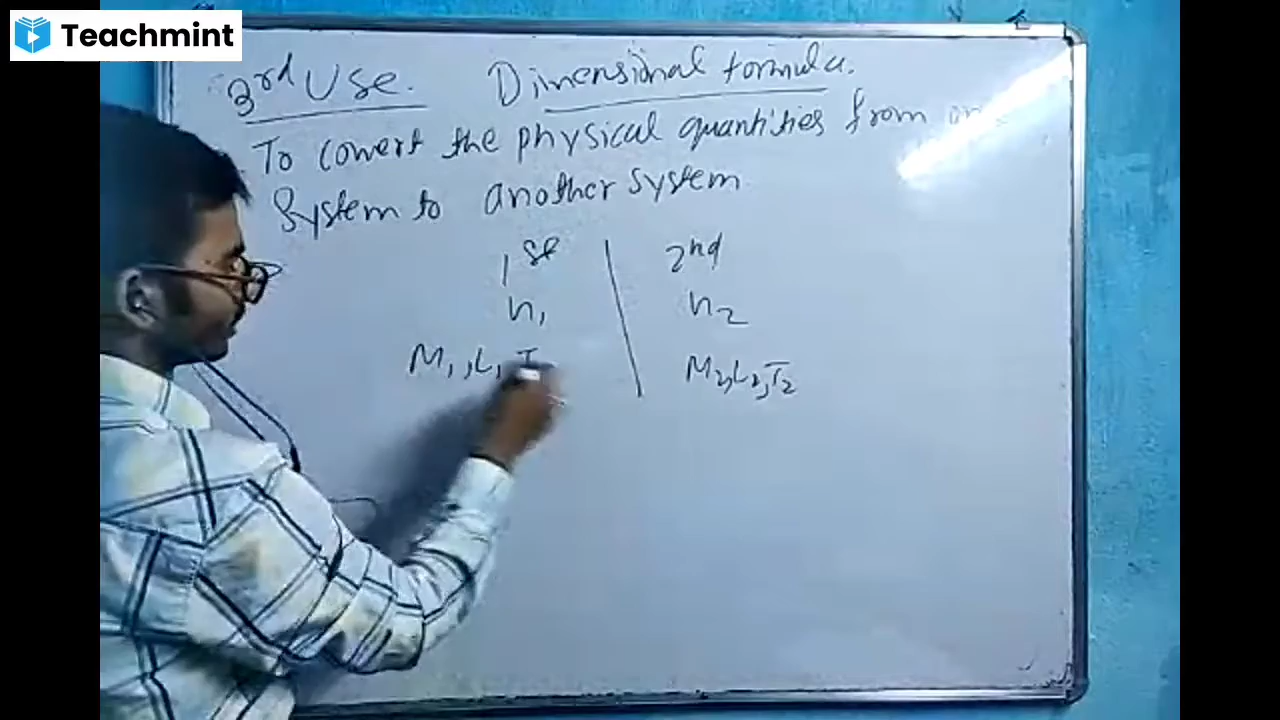 Teachmint
3rd Use. Dimensional formula.
To convert the physical quantities from
System to another system
1st 2nd
n1 n2
M1, L1 T M2, L2, T2